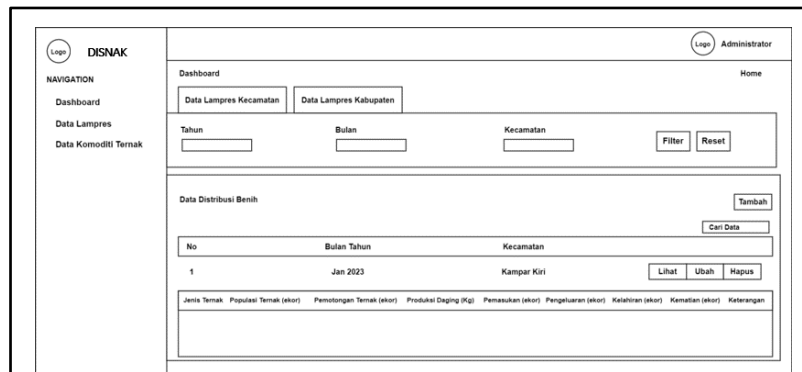 Logo DISNAK
Logo Administrator
NAVIGATION
Dashboard
Data Lampres
Data Komoditi Ternak
Dashboard Home
Data Lampres Kecamatan Data Lampres Kabupaten
Tahun Bulan Kecamatan
Filter Reset
Data Distribusi Benih
Tambah
Cari Data
No Bulan Tahun Kecamatan
1 Jan 2023 Kampar Kiri Lihat Ubah Hapus
Jenis Ternak Populasi Ternak (ekor) Pemotongan Ternak (ekor) Produksi Daging (Kg) Pemasukan (ekor) Pengeluaran (ekor) Kelahiran (ekor) Kematian (ekor) Keterangan